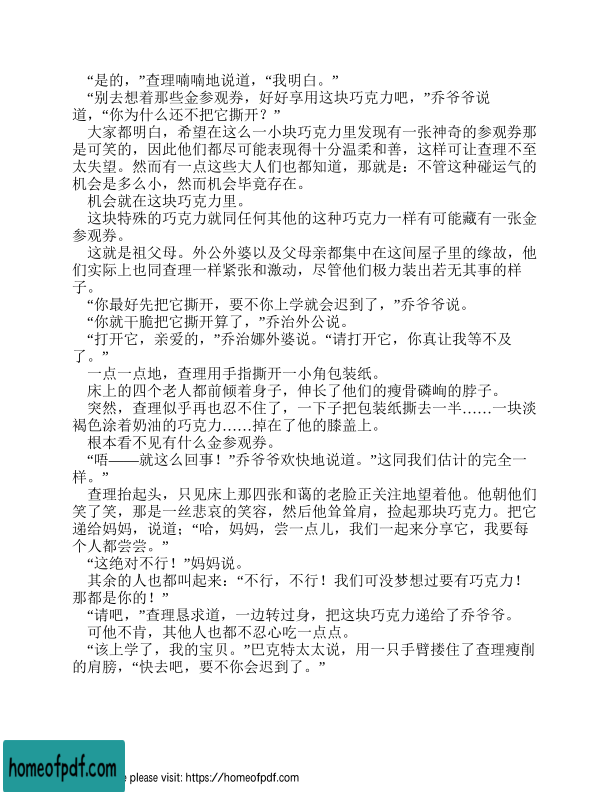 “是的，”查理喃喃地说道，“我明白。”
“别去想着那些金参观券，好好享用这块巧克力吧，”乔爷爷说
道，“你为什么还不把它撕开？”
大家都明白，希望在这么一小块巧克力里发现有一张神奇的参观券那
是可笑的，因此他们都尽可能表现得十分温柔和善，这样可让查理不至
太失望。然而有一点这些大人们也都知道，那就是：不管这种碰运气的
机会是多么小，然而机会毕竟存在。
机会就在这块巧克力里。
这块特殊的巧克力就同任何其他的这种巧克力一样有可能藏有一张金
参观券。
这就是祖父母。外公外婆以及父母亲都集中在这间屋子里的缘故，他
们实际上也同查理一样紧张和激动，尽管他们极力装出若无其事的样
子。
“你最好先把它撕开，要不你上学就会迟到了，”乔爷爷说。
“你就干脆把它撕开算了，”乔治外公说。
“打开它，亲爱的，”乔治娜外婆说。“请打开它，你真让我等不及
了。”
一点一点地，查理用手指撕开一小角包装纸。
床上的四个老人都前倾着身子，伸长了他们的瘦骨磷峋的脖子。
突然，查理似乎再也忍不住了，一下子把包装纸撕去一半……一块淡
褐色涂着奶油的巧克力……掉在了他的膝盖上。
根本看不见有什么金参观券。
“唔——就这么回事！”乔爷爷欢快地说道。”这同我们估计的完全一
样。”
查理抬起头，只见床上那四张和蔼的老脸正关注地望着他。他朝他们
笑了笑，那是一丝悲哀的笑容，然后他耸耸肩，捡起那块巧克力。把它
递给妈妈，说道；“哈，妈妈，尝一点儿，我们一起来分享它，我要每
个人都尝尝。”
“这绝对不行！”妈妈说。
其余的人也都叫起来：“不行，不行！我们可没梦想过要有巧克力！
那都是你的！”
“请吧，”查理恳求道，一边转过身，把这块巧克力递给了乔爷爷。
可他不肯，其他人也都不忍心吃一点点。
“该上学了，我的宝贝。”巴克特太太说，用一只手臂搂住了查理瘦削
的肩膀，“快去吧，要不你会迟到了。”
homeofpdf.com
e please visit: https://homeofpdf.com